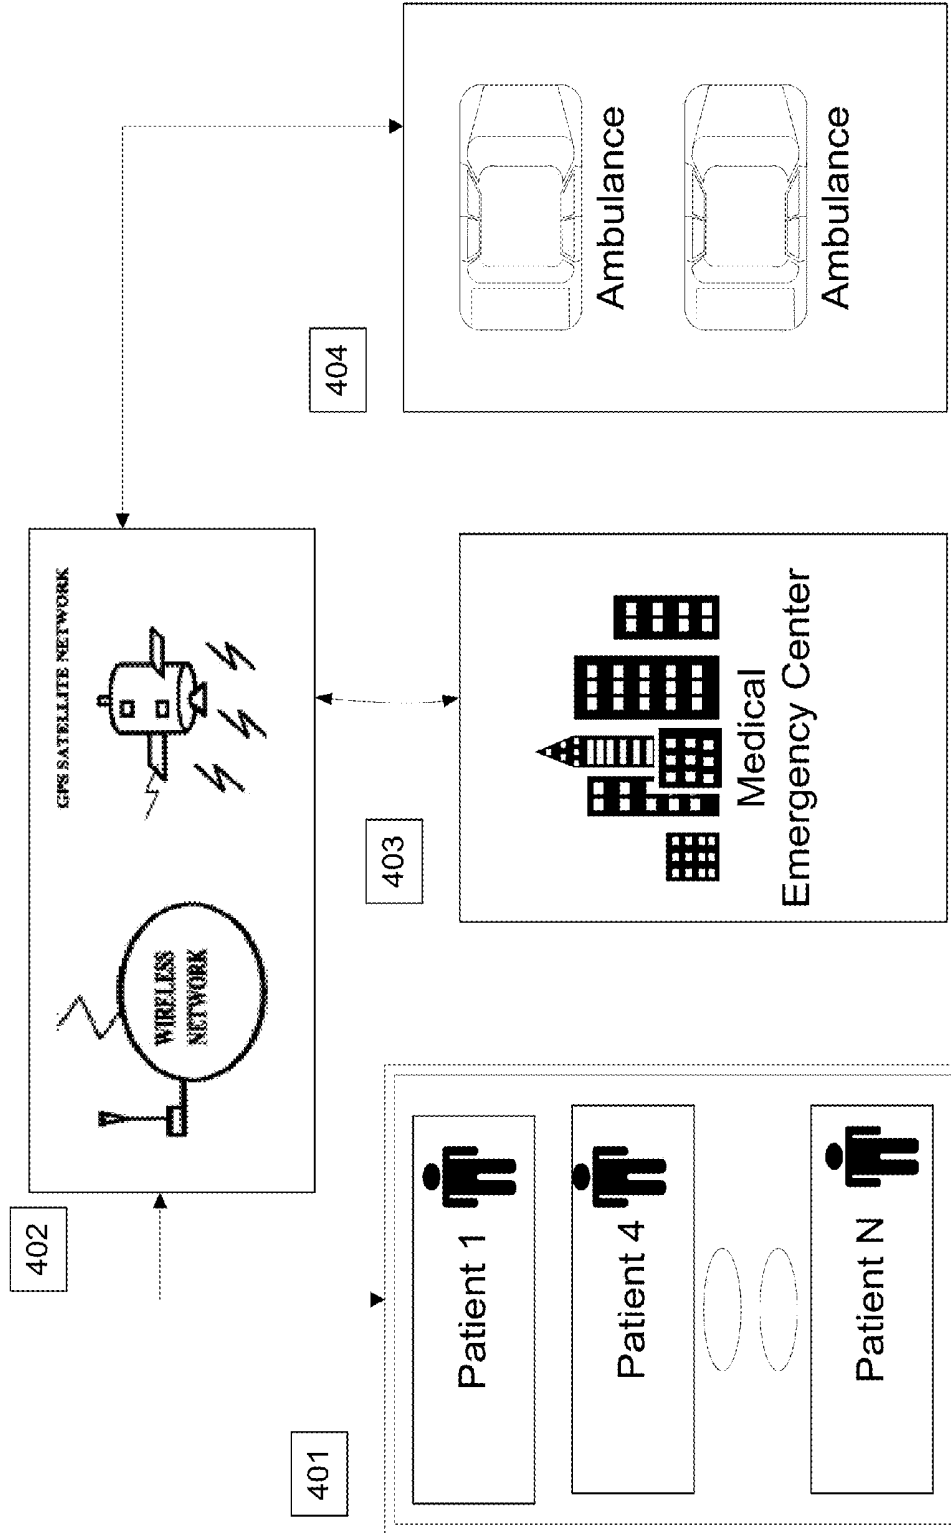 402
WIRELESS
NETWORK
GPS SATELLITE NETWORK
401
Patient 1
Patient 4
Patient N
403
Medical
Emergency Center
404
Ambulance
Ambulance